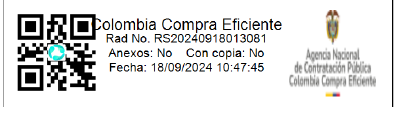 Colombia Compra Eficiente
Rad No. RS20240918013081
Anexos: No Con copia: No
Fecha: 18/09/2024 10:47:45
Agencia Nacional
de Contratación Pública
Colombia Compra Eficiente